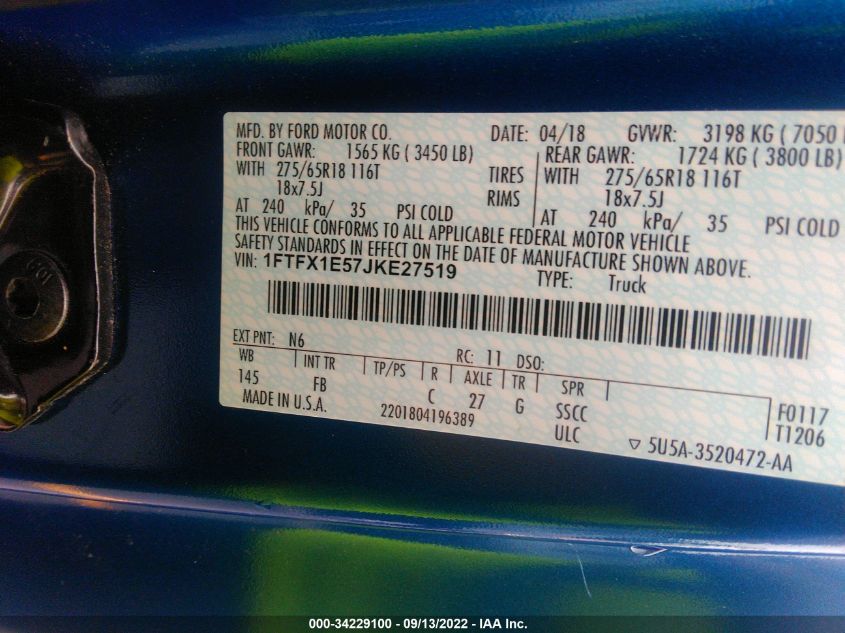 MFD. BY FORD MOTOR CO. DATE: 04/18 GVWR: 3198 KG ( 7050
FRONT GAWR: 1565 KG ( 3450 LB) REAR GAWR: 1724 KG ( 3800 LB)
WITH 275/65R18 116T TIRES WITH 275/65R18 116T
18x7.5J RIMS 18x7.5J
AT 240 kPa/ 35 PSI COLD AT 240 kPa/ 35 PSI COLD
THIS VEHICLE CONFORMS TO ALL APPLICABLE FEDERAL MOTOR VEHICLE
SAFETY STANDARDS IN EFFECT ON THE DATE OF MANUFACTURE SHOWN ABOVE.
VIN: 1FTFX1E57JKE27519 TYPE: Truck
EXT PNT: N6 RC: 11 DSO:
WB INT TR TP/PS R AXLE TR SPR
145 FB C 27 G SSCC F0117
MADE IN U.S.A. 2201804196389 ULC T1206
▽ 5U5A-3520472-AA
1041
000-34229100 - 09/13/2022 - IAA Inc.